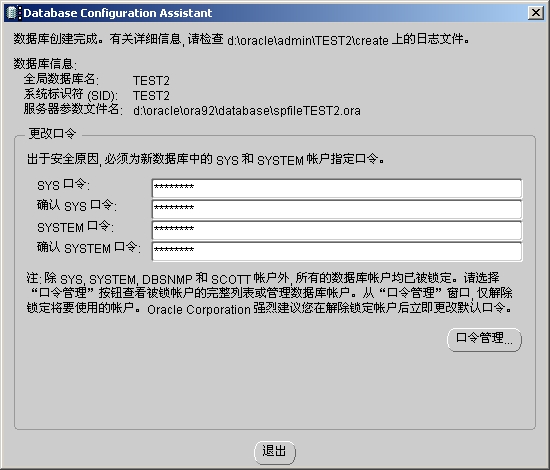 Database Configuration Assistant
数据库创建完成。有关详细信息, 请检查 d:\oracle\admin\TEST2\create 上的日志文件。
数据库信息:
全局数据库名: TEST2
系统标识符 (SID): TEST2
服务器参数文件名: d:\oracle\ora92\database\spfileTEST2.ora
更改口令
出于安全原因, 必须为新数据库中的 SYS 和 SYSTEM 帐户指定口令。
SYS 口令: ********
确认 SYS 口令: ********
SYSTEM 口令: ********
确认 SYSTEM 口令: ********
注: 除 SYS, SYSTEM, DBSNMP 和 SCOTT 帐户外, 所有的数据库帐户均已被锁定。请选择
“口令管理”按钮查看被锁帐户的完整列表或管理数据库帐户。从“口令管理”窗口, 仅解除
锁定将要使用的帐户。Oracle Corporation 强烈建议您在解除锁定帐户后立即更改默认口令。
口令管理...
退出